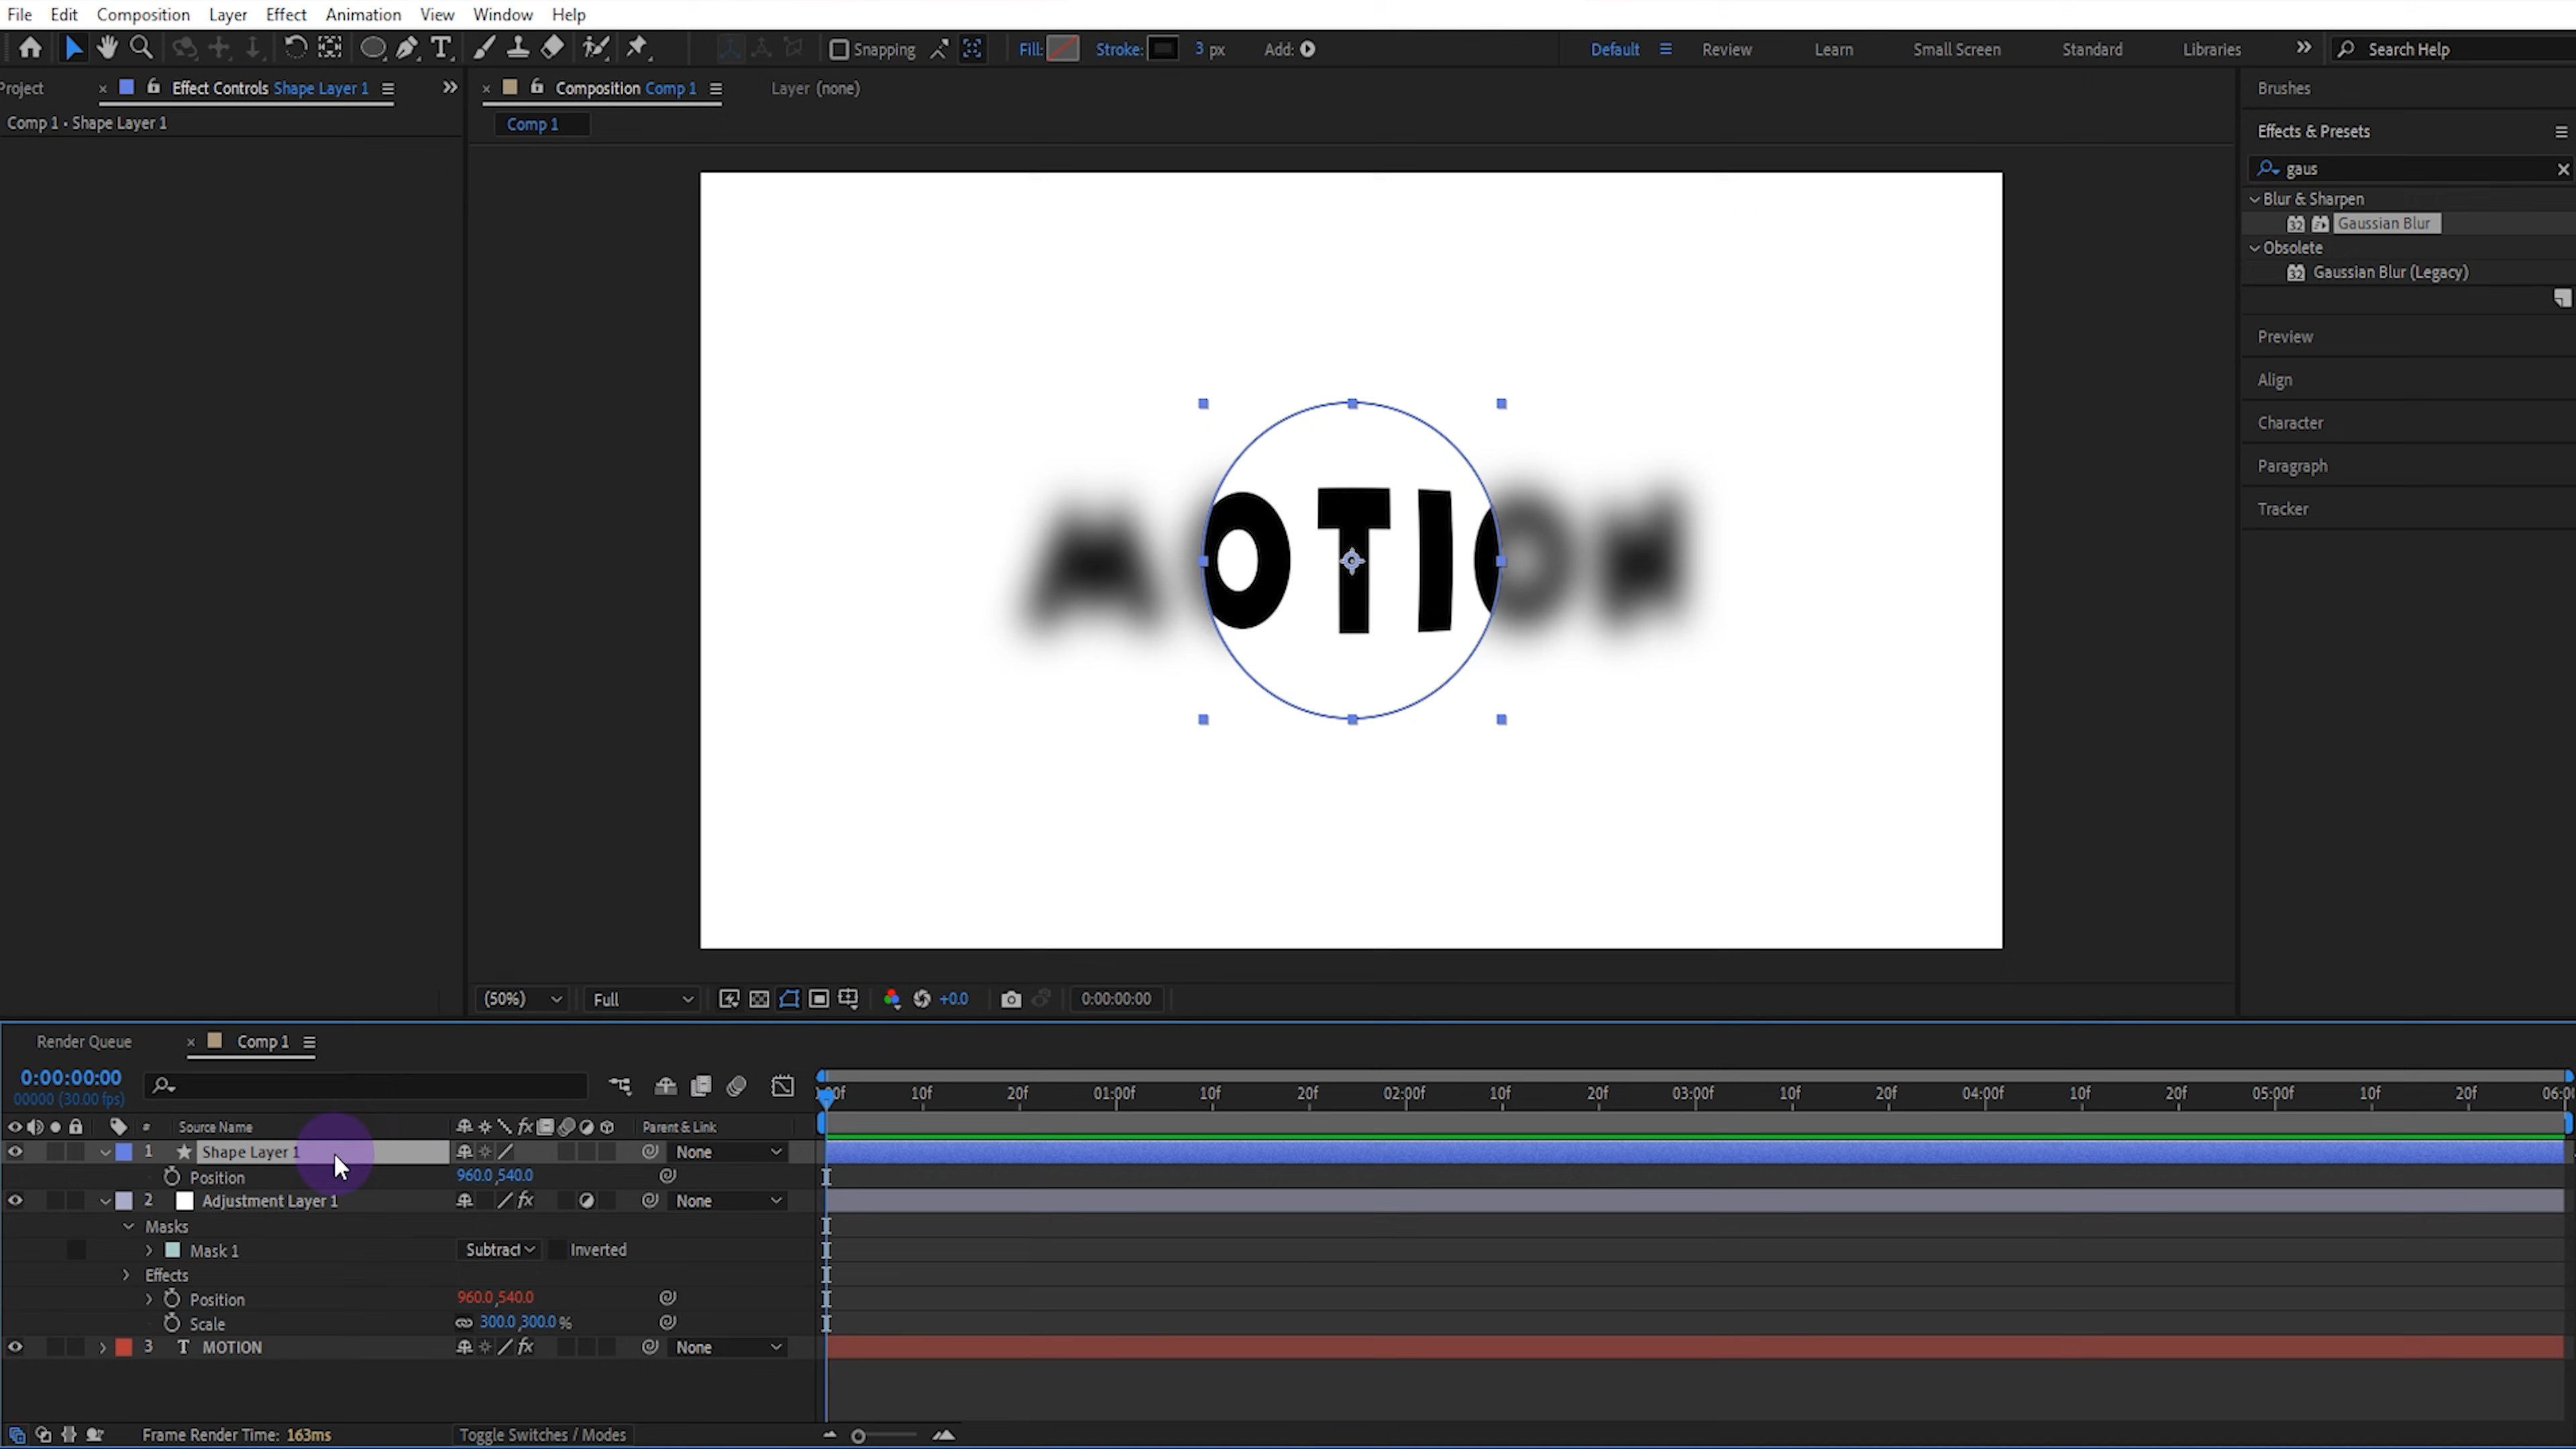 File Edit Composition Layer Effect Animation View Window Help
Snapping Fill: Stroke: 3 px Add: Default Review Learn Small Screen Standard Libraries Search Help
Project Effect Controls Shape Layer 1 Composition Comp 1 Layer (none) Brushes
Comp 1 • Shape Layer 1 Comp 1 Effects & Presets
gaus
Blur & Sharpen
32 Gaussian Blur
Obsolete
32 Gaussian Blur (Legacy)
Preview
Align
Character
Paragraph
Tracker
MOTION
(50%) Full +0.0 0:00:00:00
Render Queue Comp 1
0:00:00:00
00000 (30.00 fps)
10f 20f 01:00f 10f 20f 02:00f 10f 20f 03:00f 10f 20f 04:00f 10f 20f 05:00f 10f 20f
# Source Name fx Parent & Link
1 Shape Layer 1 None
Position 960.0,540.0
2 Adjustment Layer 1 fx None
Masks
Mask 1 Subtract Inverted
Effects
Position 960.0,540.0
Scale 300.0,300.0 %
3 T MOTION fx None
Frame Render Time: 163ms Toggle Switches / Modes